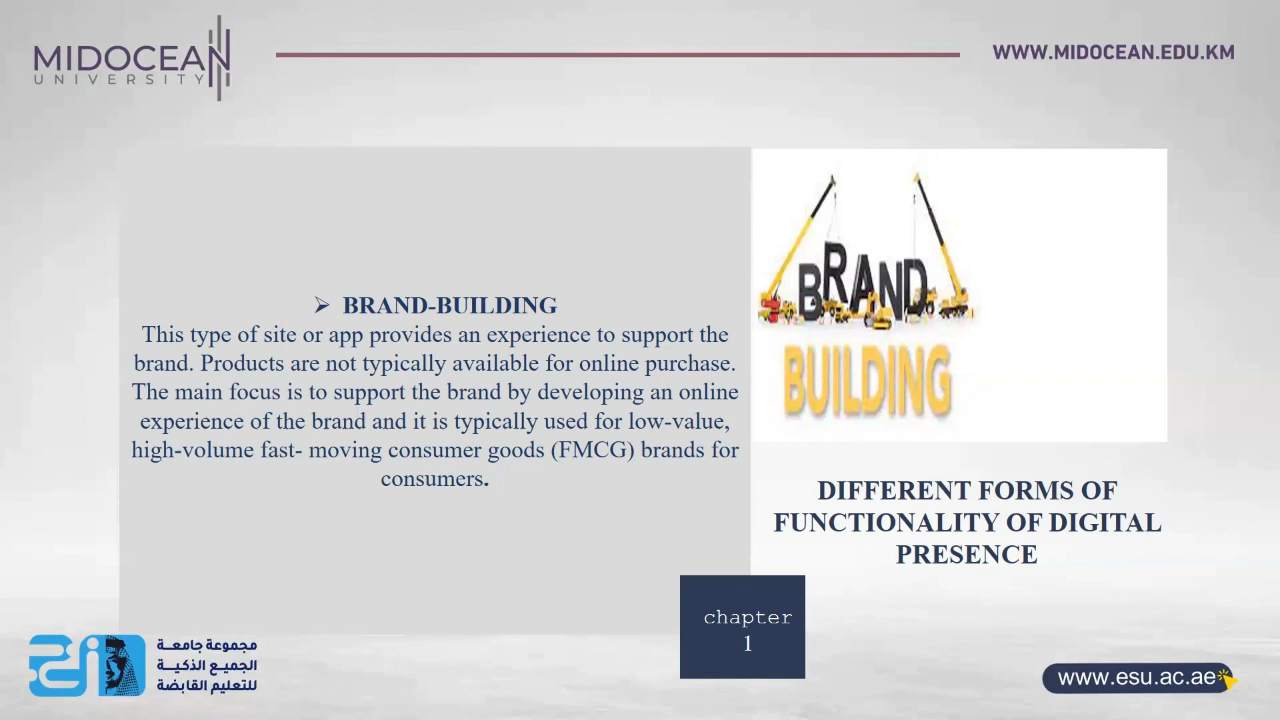 MIDOCEAN
UNIVERSITY
WWW.MIDOCEAN.EDU.KM
➢ BRAND-BUILDING
This type of site or app provides an experience to support the
brand. Products are not typically available for online purchase.
The main focus is to support the brand by developing an online
experience of the brand and it is typically used for low-value,
high-volume fast- moving consumer goods (FMCG) brands for
consumers.
BRAND
BUILDING
DIFFERENT FORMS OF
FUNCTIONALITY OF DIGITAL
PRESENCE
chapter
1
مجموعة جامعة
الجميع الذكية
للتعليم القابضة
www.esu.ac.ae